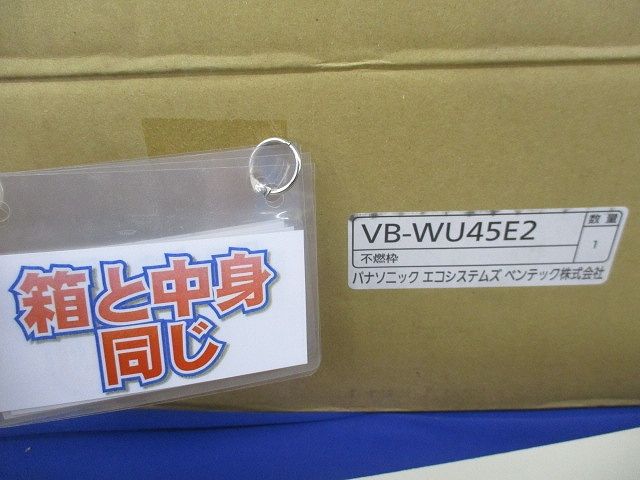 箱と中身
同じ
VB-WU45E2
不燃枠
数量
1
パナソニック エコシステムズ ベンテック株式会社